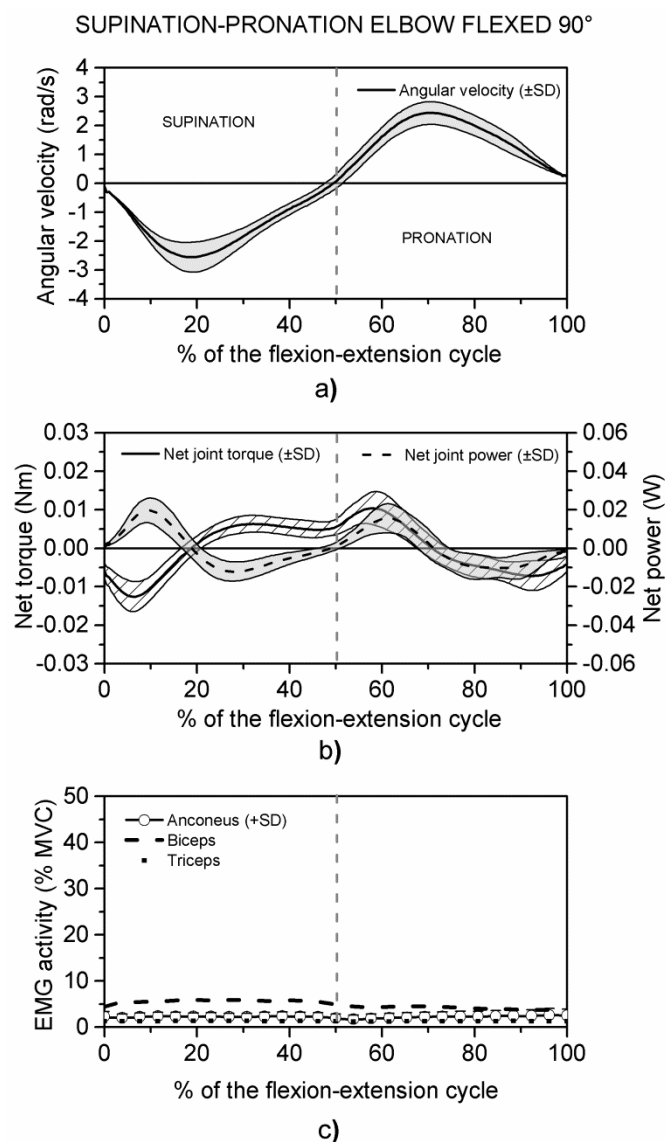 SUPINATION-PRONATION ELBOW FLEXED 90°
Angular velocity (rad/s)
4
3
2
1
0
-1
-2
-3
-4
SUPINATION
Angular velocity (±SD)
PRONATION
0 20 40 60 80 100
% of the flexion-extension cycle
a)
Net torque (Nm)
0.03
0.02
0.01
0.00
-0.01
-0.02
-0.03
Net joint torque (±SD)
Net joint power (±SD)
0.06
0.04
0.02
0.00
-0.02
-0.04
-0.06
Net power (W)
0 20 40 60 80 100
% of the flexion-extension cycle
b)
EMG activity (% MVC)
50
40
30
20
10
0
Anconeus (+SD)
Biceps
Triceps
0 20 40 60 80 100
% of the flexion-extension cycle
c)